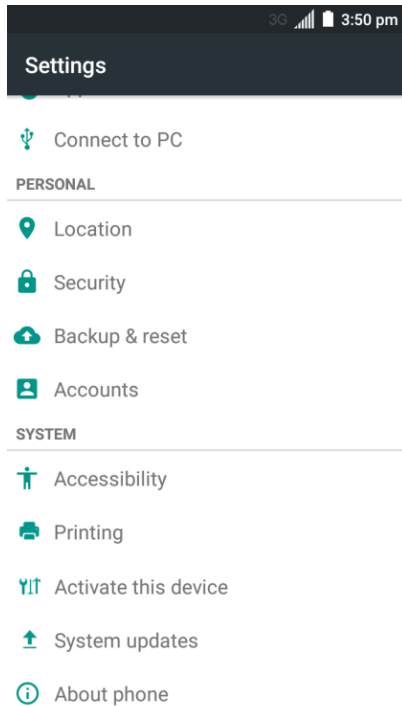 3G 3:50 pm
Settings
Connect to PC
PERSONAL
Location
Security
Backup & reset
Accounts
SYSTEM
Accessibility
Printing
Activate this device
System updates
About phone